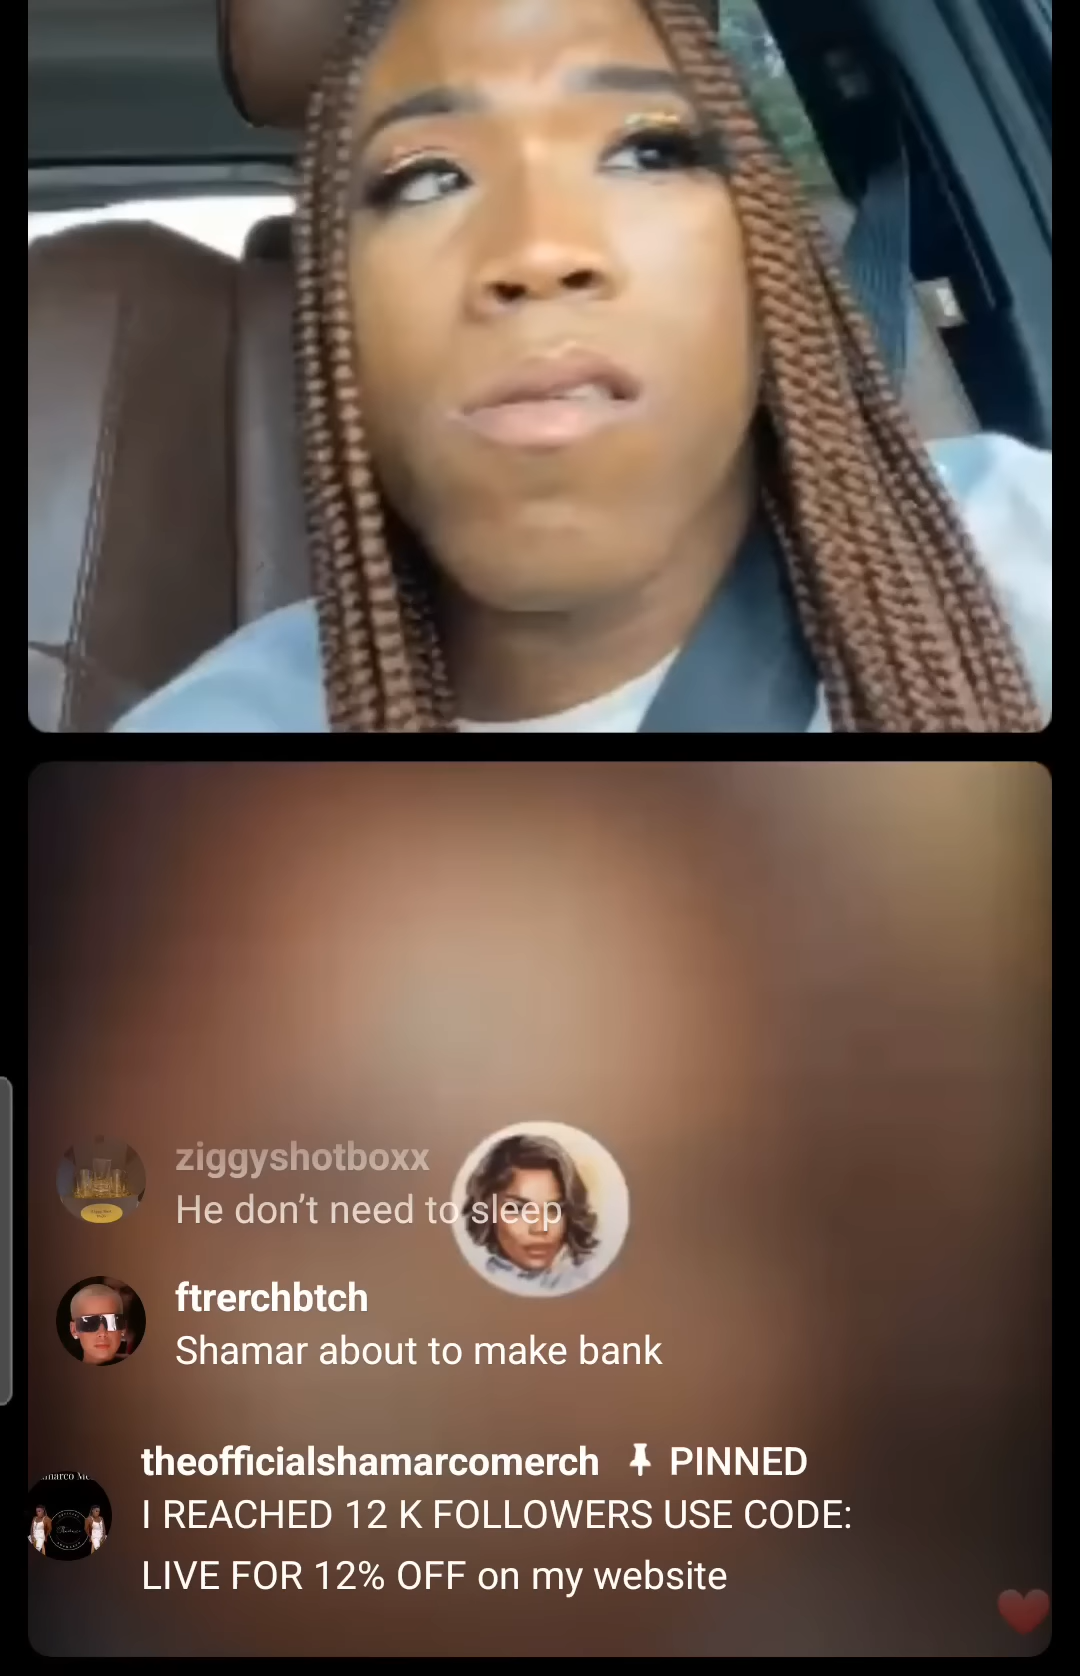 ziggyshotboxx
He don't need to sleep
ftrerchbtch
Shamar about to make bank
theofficialshamarcomerch PINNED
I REACHED 12 K FOLLOWERS USE CODE:
LIVE FOR 12% OFF on my website